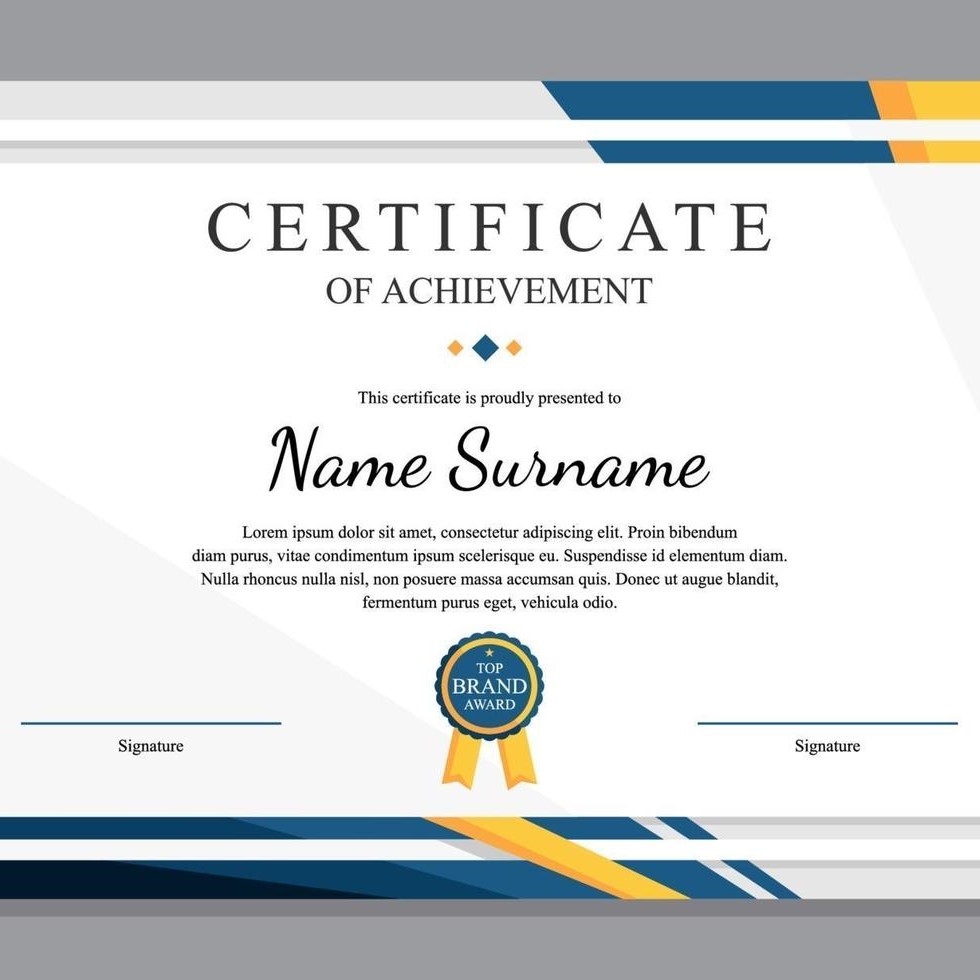 CERTIFICATE
OF ACHIEVEMENT
This certificate is proudly presented to
Name Surname
Lorem ipsum dolor sit amet, consectetur adipiscing elit. Proin bibendum
diam purus, vitae condimentum ipsum scelerisque eu. Suspendisse id elementum diam.
Nulla rhoncus nulla nisl, non posuere massa accumsan quis. Donec ut augue blandit,
fermentum purus eget, vehicula odio.
TOP
BRAND
AWARD
Signature
Signature